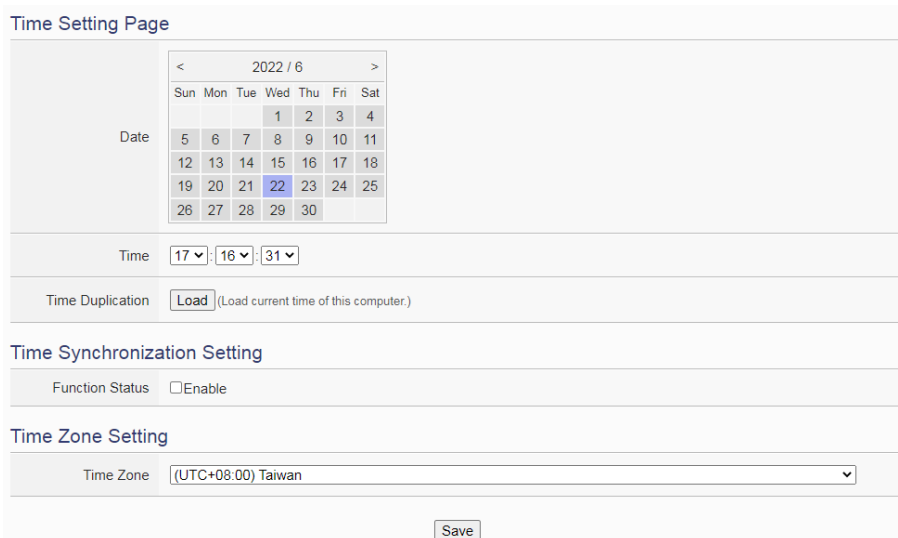 Time Setting Page
< 2022 / 6 >
Sun Mon Tue Wed Thu Fri Sat
1 2 3 4
Date 5 6 7 8 9 10 11
12 13 14 15 16 17 18
19 20 21 22 23 24 25
26 27 28 29 30
Time 17 : 16 : 31
Time Duplication Load (Load current time of this computer.)
Time Synchronization Setting
Function Status Enable
Time Zone Setting
Time Zone (UTC+08:00) Taiwan
Save